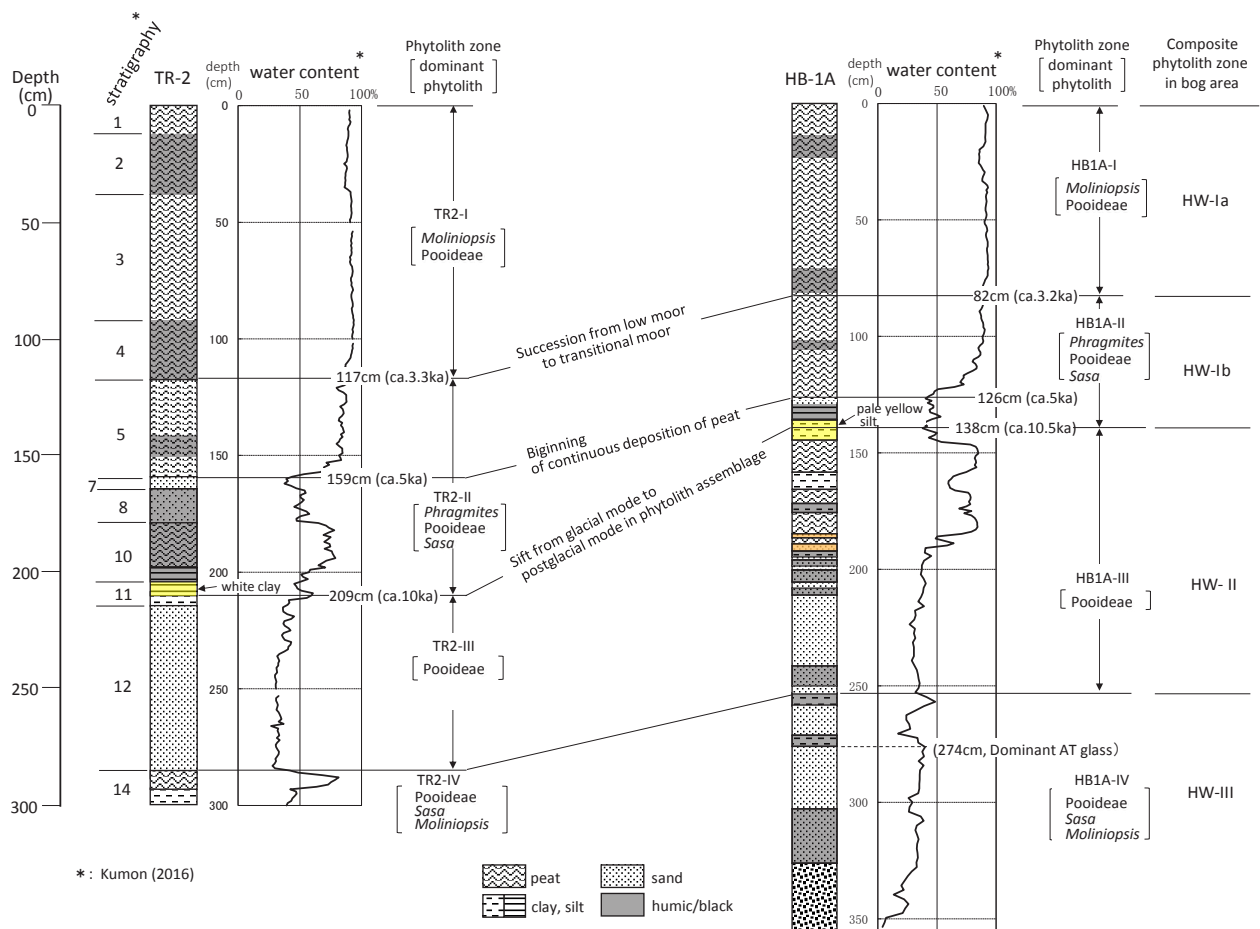 *
stratigraphy
Depth
(cm)
TR-2
depth
(cm)
water content
*
0
50
100%
Phytolith zone
dominant
phytolith
HB-1A
depth
(cm)
water content
*
0
50
100%
Phytolith zone
dominant
phytolith
Composite
phytolith zone
in bog area
0
50
100
150
200
250
300
1
2
3
4
5
7
8
10
11
12
14
0
50
100
150
200
250
300
TR2-I
Moliniopsis
Pooideae
117cm (ca.3.3ka)
159cm (ca.5ka)
TR2-II
Phragmites
Pooideae
Sasa
white clay
209cm (ca.10ka)
TR2-III
Pooideae
TR2-IV
Pooideae
Sasa
Moliniopsis
Succession from low moor
to transitional moor
Biginning
of continuous deposition of peat
Sift from glacial mode to
postglacial mode in phytolith assemblage
0
50
100
150
200
250
300
350
HB1A-I
Moliniopsis
Pooideae
HW-Ia
82cm (ca.3.2ka)
HB1A-II
Phragmites
Pooideae
Sasa
HW-Ib
126cm (ca.5ka)
pale yellow
silt
138cm (ca.10.5ka)
HB1A-III
Pooideae
HW- II
(274cm, Dominant AT glass)
HB1A-IV
Pooideae
Sasa
Moliniopsis
HW-III
* : Kumon (2016)
peat
sand
clay, silt
humic/black